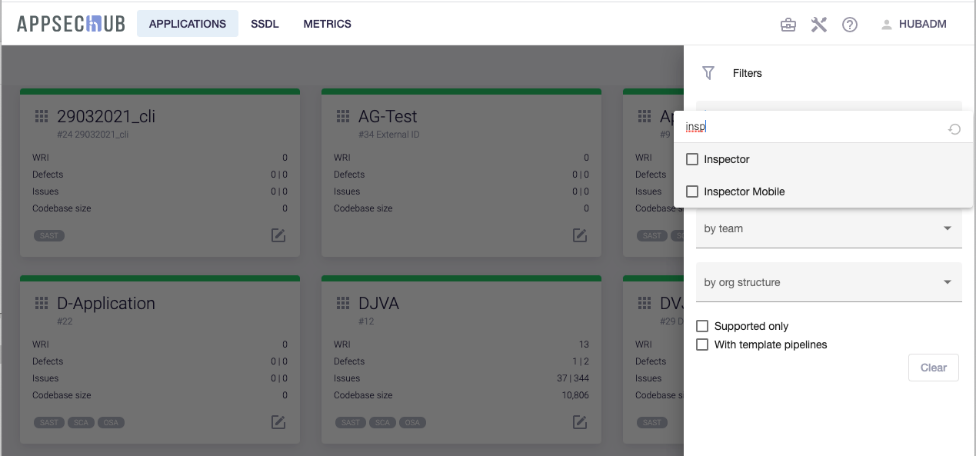 APPSECHUB APPLICATIONS SSDL METRICS HUBADM
Filters
insp
Inspector
Inspector Mobile
by team
by org structure
Supported only
With template pipelines
Clear
29032021_cli
#24 29032021_cli
WRI 0
Defects 0 | 0
Issues 0 | 0
Codebase size 0
SAST
AG-Test
#34 External ID
WRI 0
Defects 0 | 0
Issues 0 | 0
Codebase size 0
#9
WRI
Defects
Issues
Codebase s
SAST
D-Application
#22
WRI 0
Defects 0 | 0
Issues 0 | 0
Codebase size 0
SAST SCA OSA
DJVA
#12
WRI 13
Defects 1 | 2
Issues 37 | 344
Codebase size 10,806
SAST SCA OSA
#29 D
WRI
Defects
Issues
Codebase si
SAST